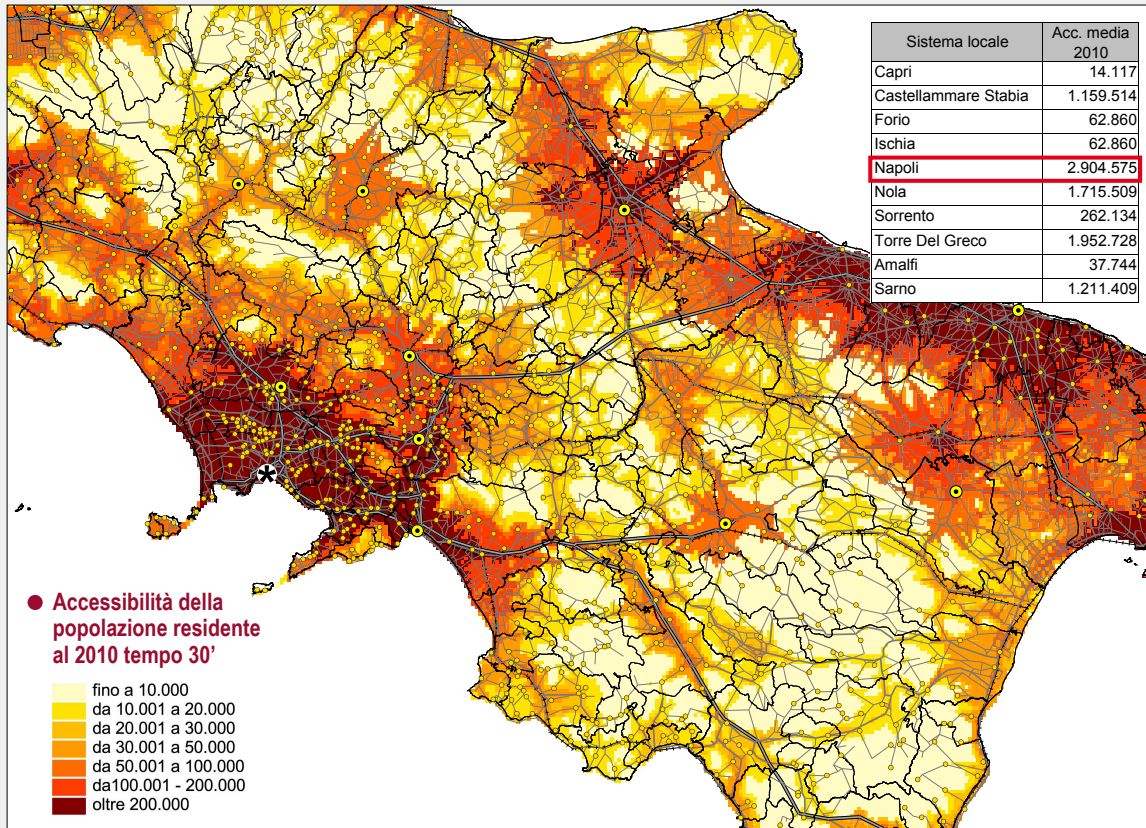 Sistema locale Acc. media 2010
Capri 14.117
Castellammare Stabia 1.159.514
Forio 62.860
Ischia 62.860
Napoli 2.904.575
Nola 1.715.509
Sorrento 262.134
Torre Del Greco 1.952.728
Amalfi 37.744
Sarno 1.211.409
Accessibilità della
popolazione residente
al 2010 tempo 30'
fino a 10.000
da 10.001 a 20.000
da 20.001 a 30.000
da 30.001 a 50.000
da 50.001 a 100.000
da100.001 - 200.000
oltre 200.000